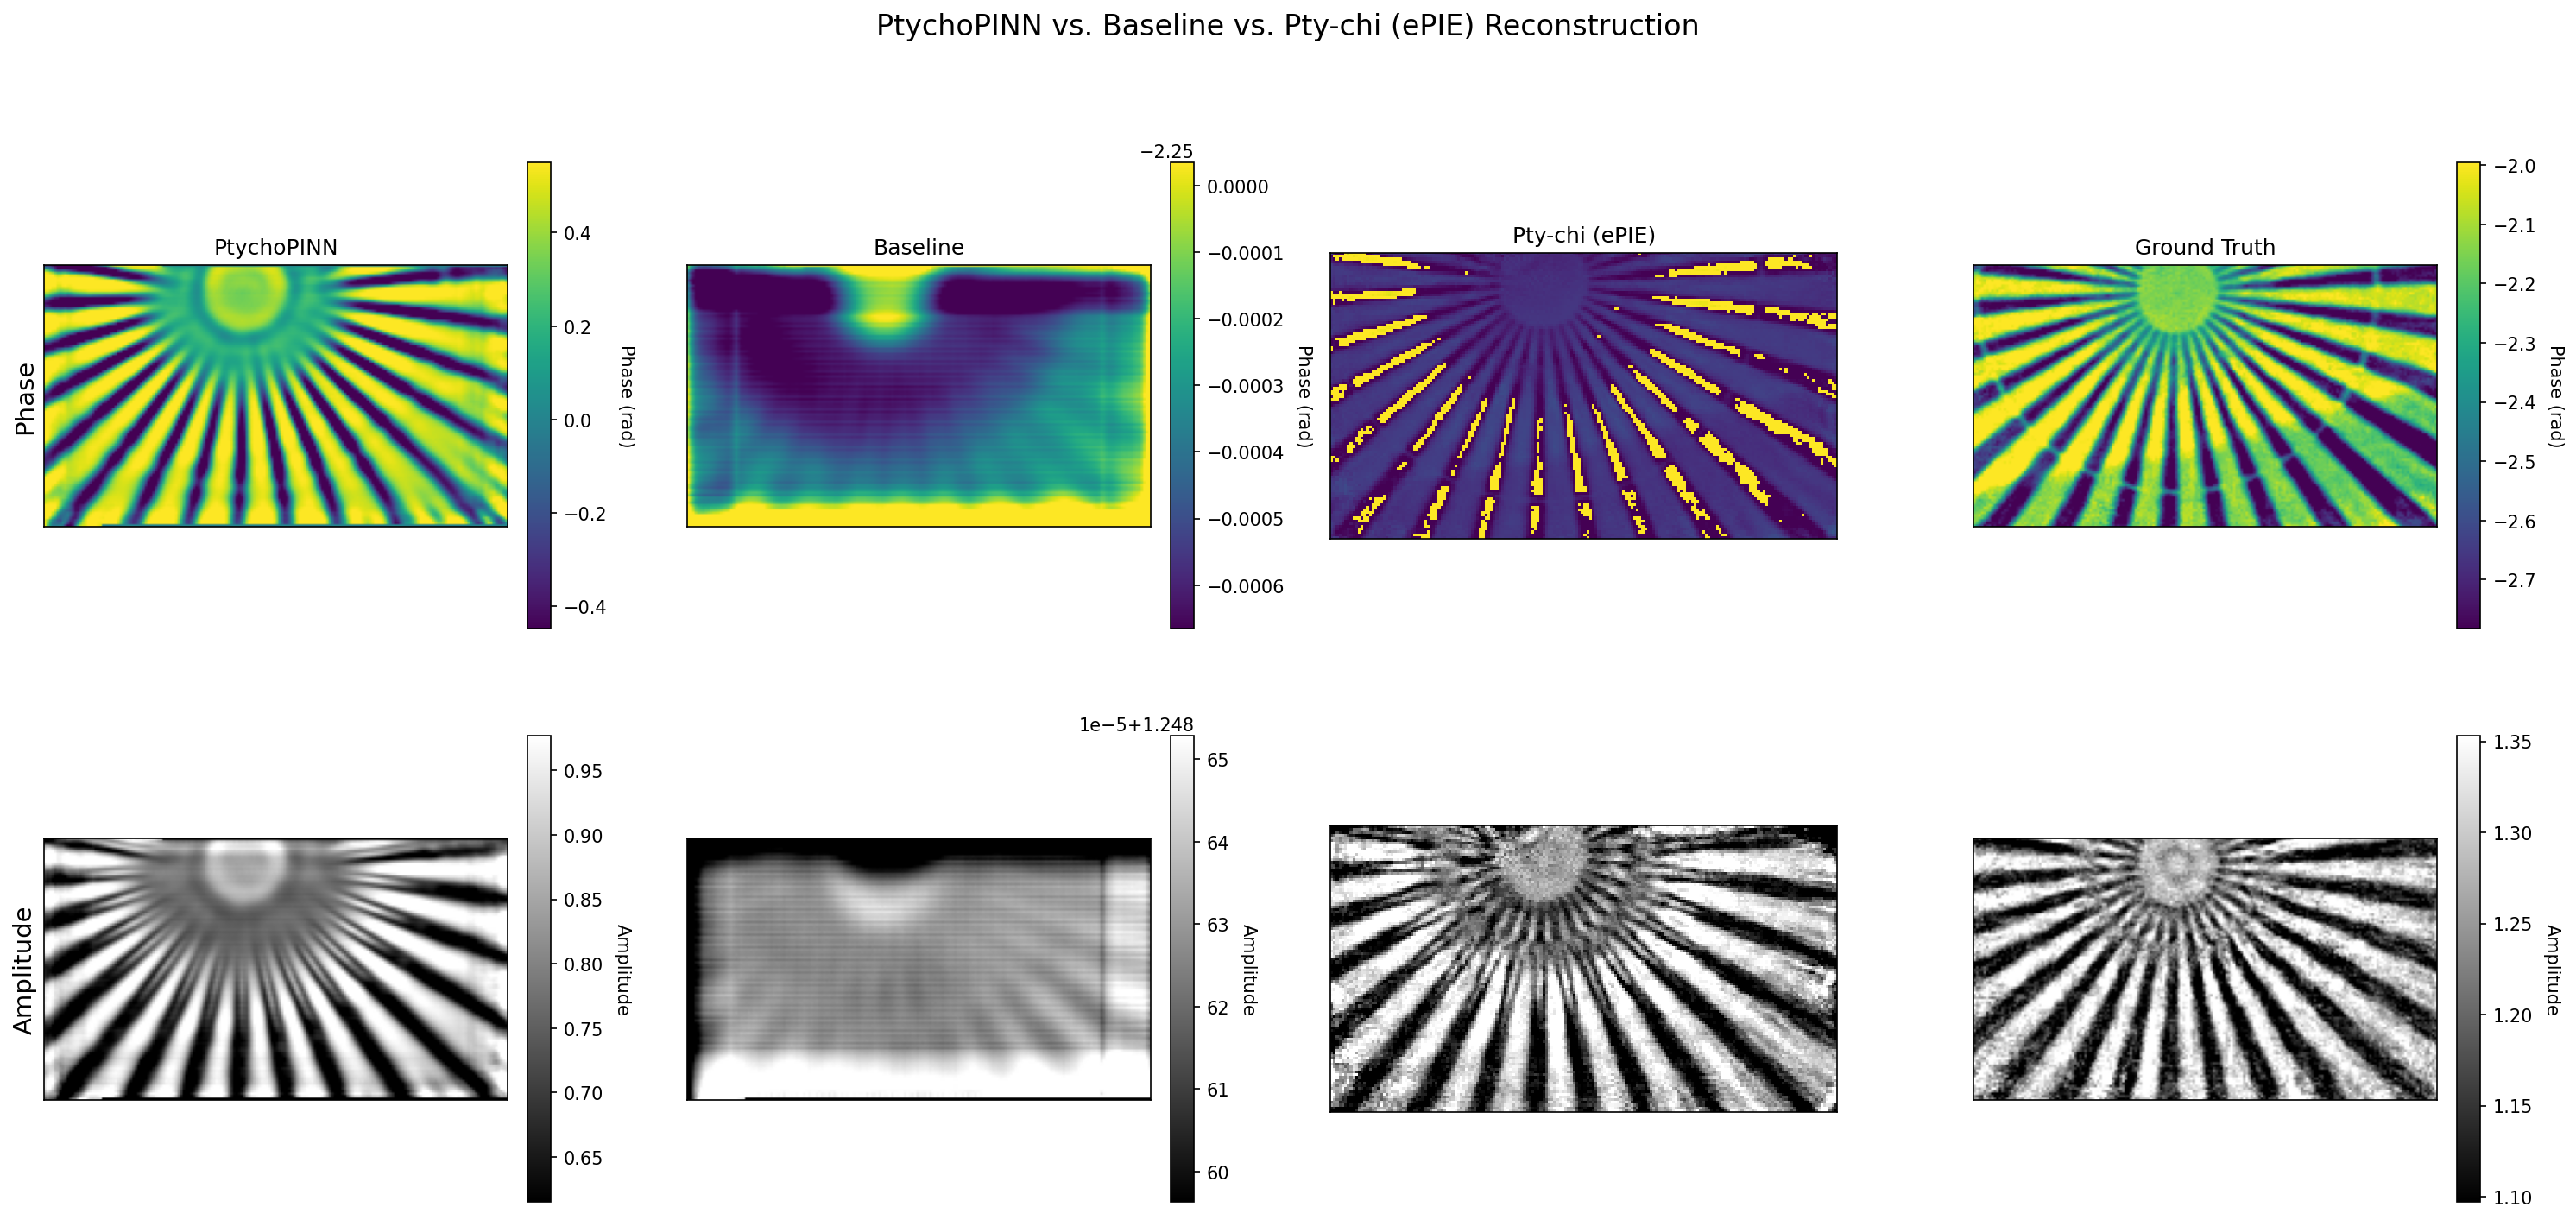 PtychoPINN vs. Baseline vs. Pty-chi (ePIE) Reconstruction
Phase
PtychoPINN
0.4
0.2
0.0
−0.2
−0.4
Phase (rad)
Baseline
−2.25
0.0000
−0.0001
−0.0002
−0.0003
−0.0004
−0.0005
−0.0006
Phase (rad)
Pty-chi (ePIE)
Ground Truth
−2.0
−2.1
−2.2
−2.3
−2.4
−2.5
−2.6
−2.7
Phase (rad)
Amplitude
0.95
0.90
0.85
0.80
0.75
0.70
0.65
Amplitude
1e−5+1.248
65
64
63
62
61
60
Amplitude
1.35
1.30
1.25
1.20
1.15
1.10
Amplitude